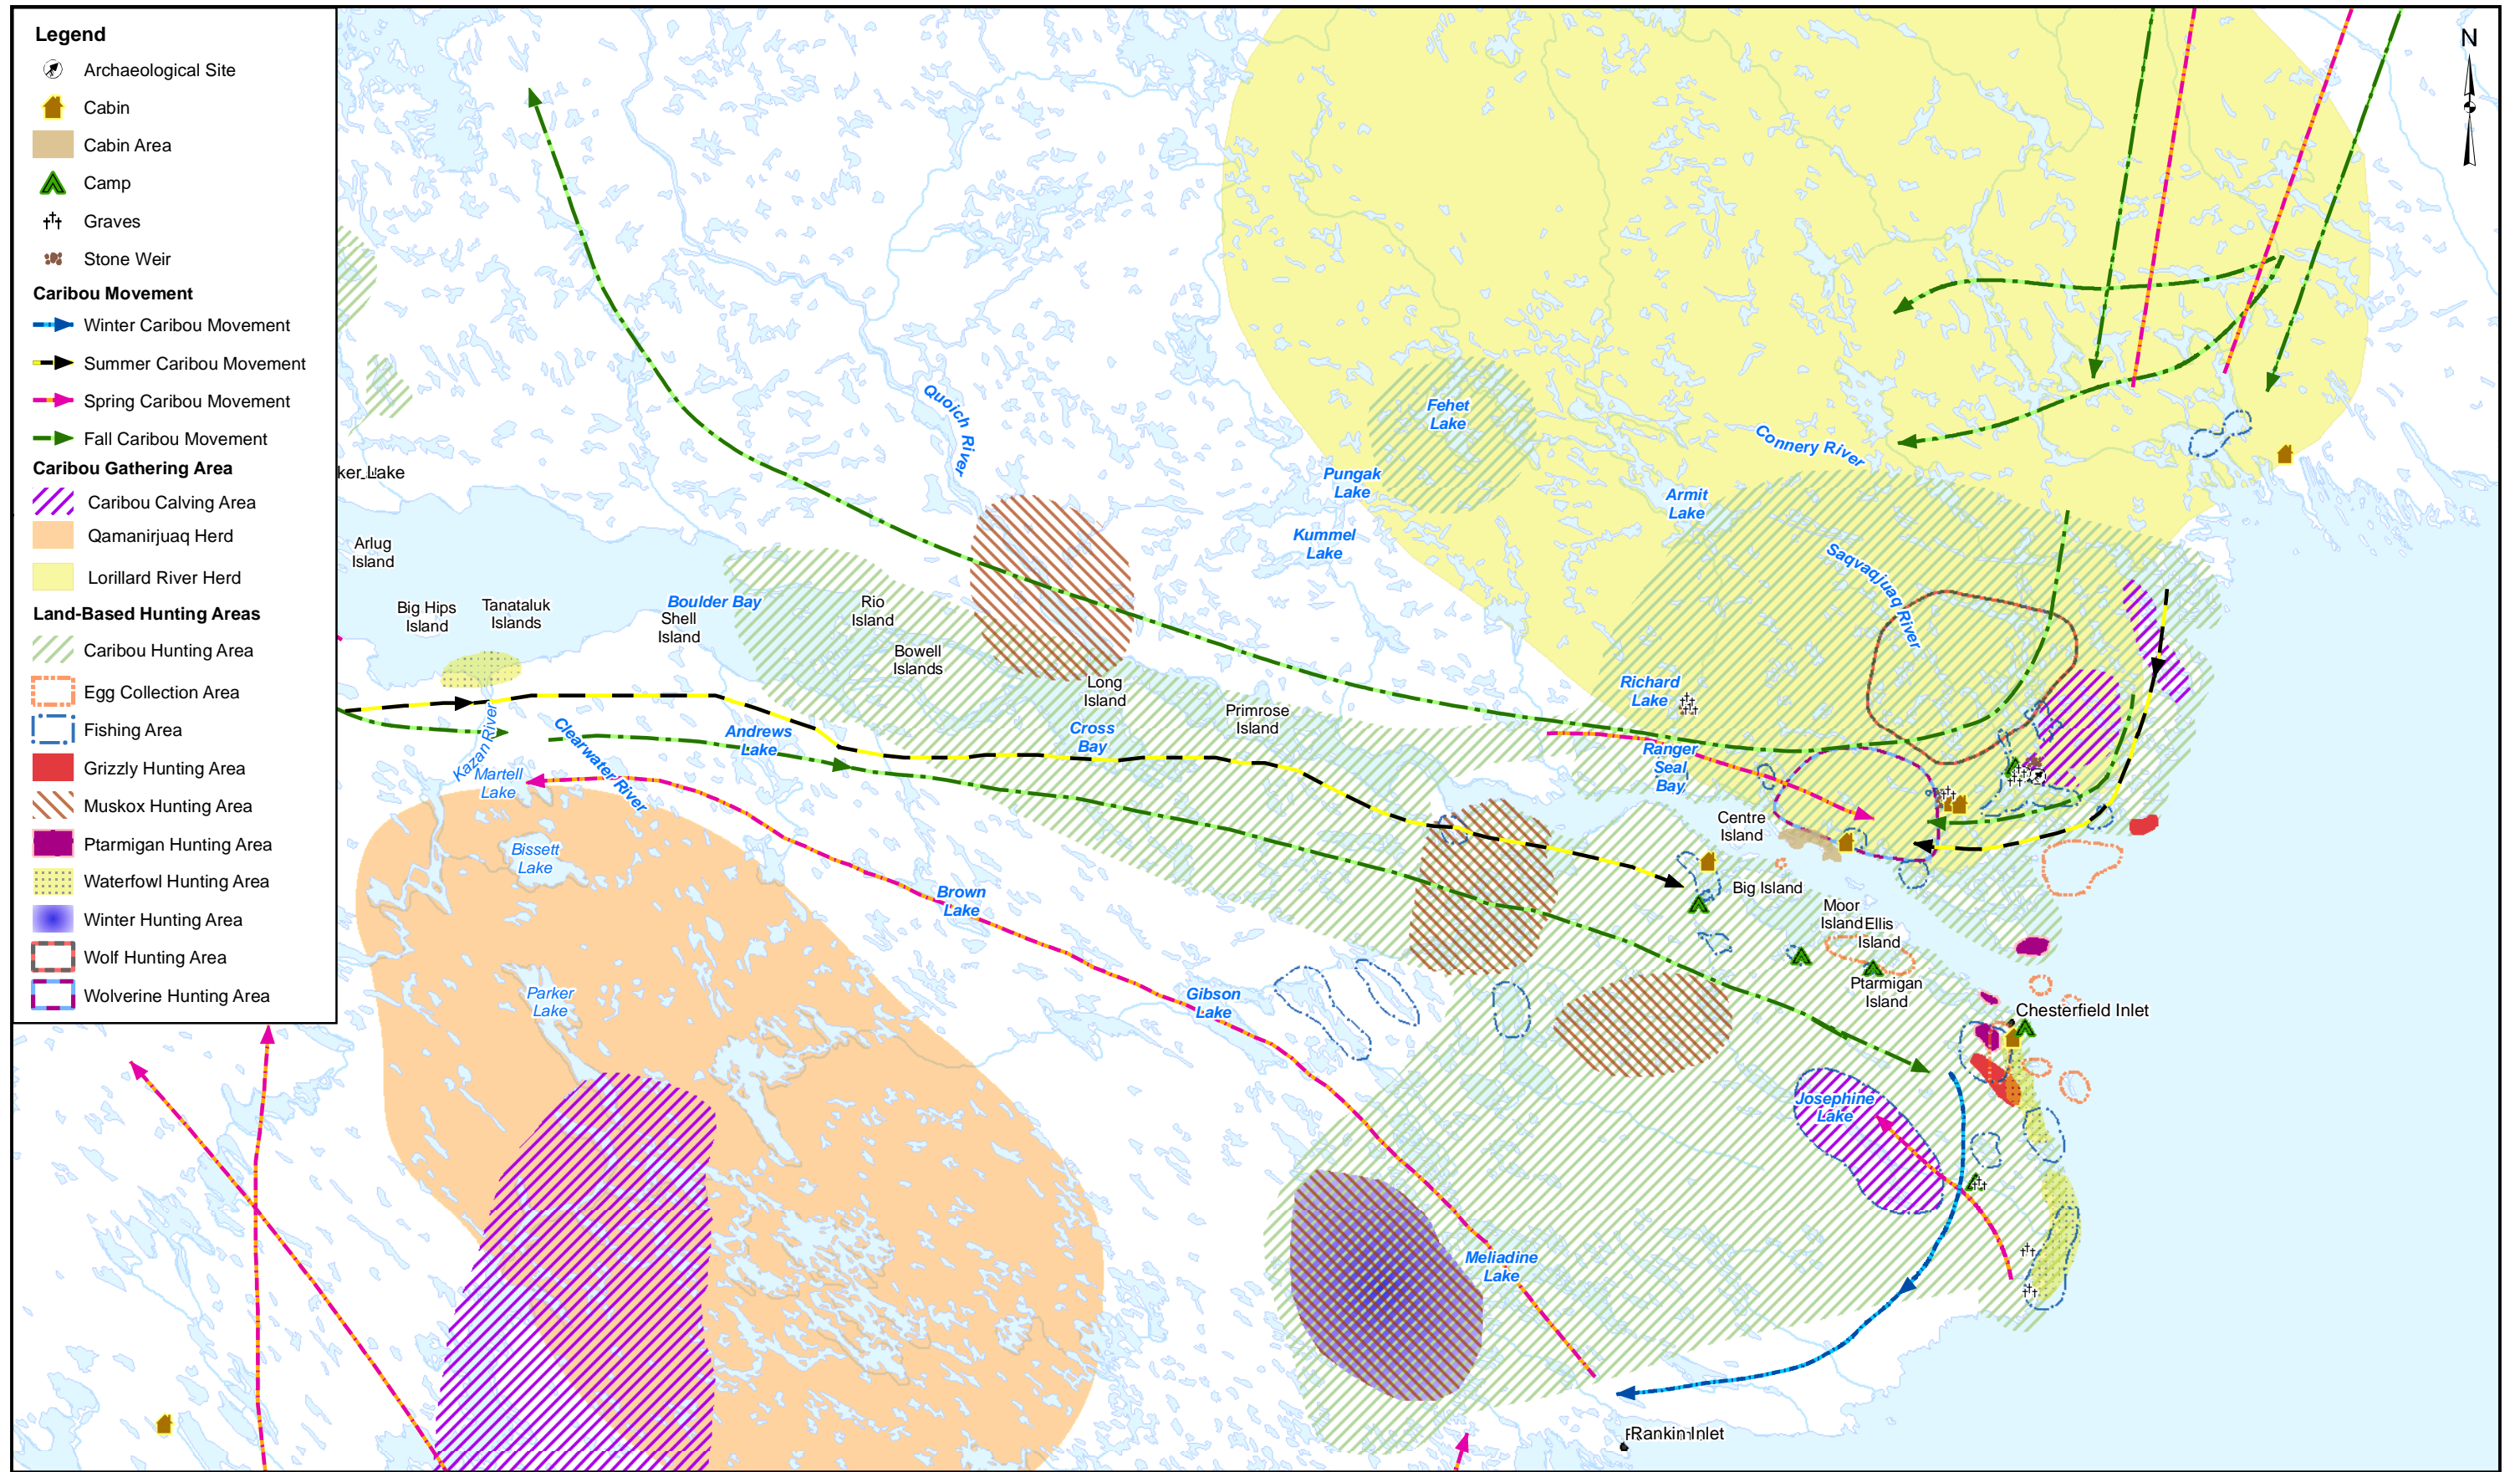 Legend
Archaeological Site
Cabin
Cabin Area
Camp
Graves
Stone Weir
Caribou Movement
Winter Caribou Movement
Summer Caribou Movement
Spring Caribou Movement
Fall Caribou Movement
Caribou Gathering Area
Caribou Calving Area
Qamanirjuaq Herd
Lorillard River Herd
Land-Based Hunting Areas
Caribou Hunting Area
Egg Collection Area
Fishing Area
Grizzly Hunting Area
Muskox Hunting Area
Ptarmigan Hunting Area
Waterfowl Hunting Area
Winter Hunting Area
Wolf Hunting Area
Wolverine Hunting Area
N
Quoich River
Fehet
Lake
Connery River
ker Lake
Pungak
Lake
Armit
Lake
Kummel
Lake
Arlug
Island
Saqvaqjuaq River
Big Hips
Island
Tanataluk
Islands
Boulder Bay
Shell
Island
Rio
Island
Bowell
Islands
Long
Island
Richard
Lake
Primrose
Island
Kazan River
Clearwater River
Andrews
Lake
Cross
Bay
Ranger
Seal
Bay
Martell
Lake
Centre
Island
Bissett
Lake
Brown
Lake
Big Island
Moor
Island
Ellis
Island
Ptarmigan
Island
Parker
Lake
Gibson
Lake
Chesterfield Inlet
Josephine
Lake
Meliadine
Lake
Rankin Inlet